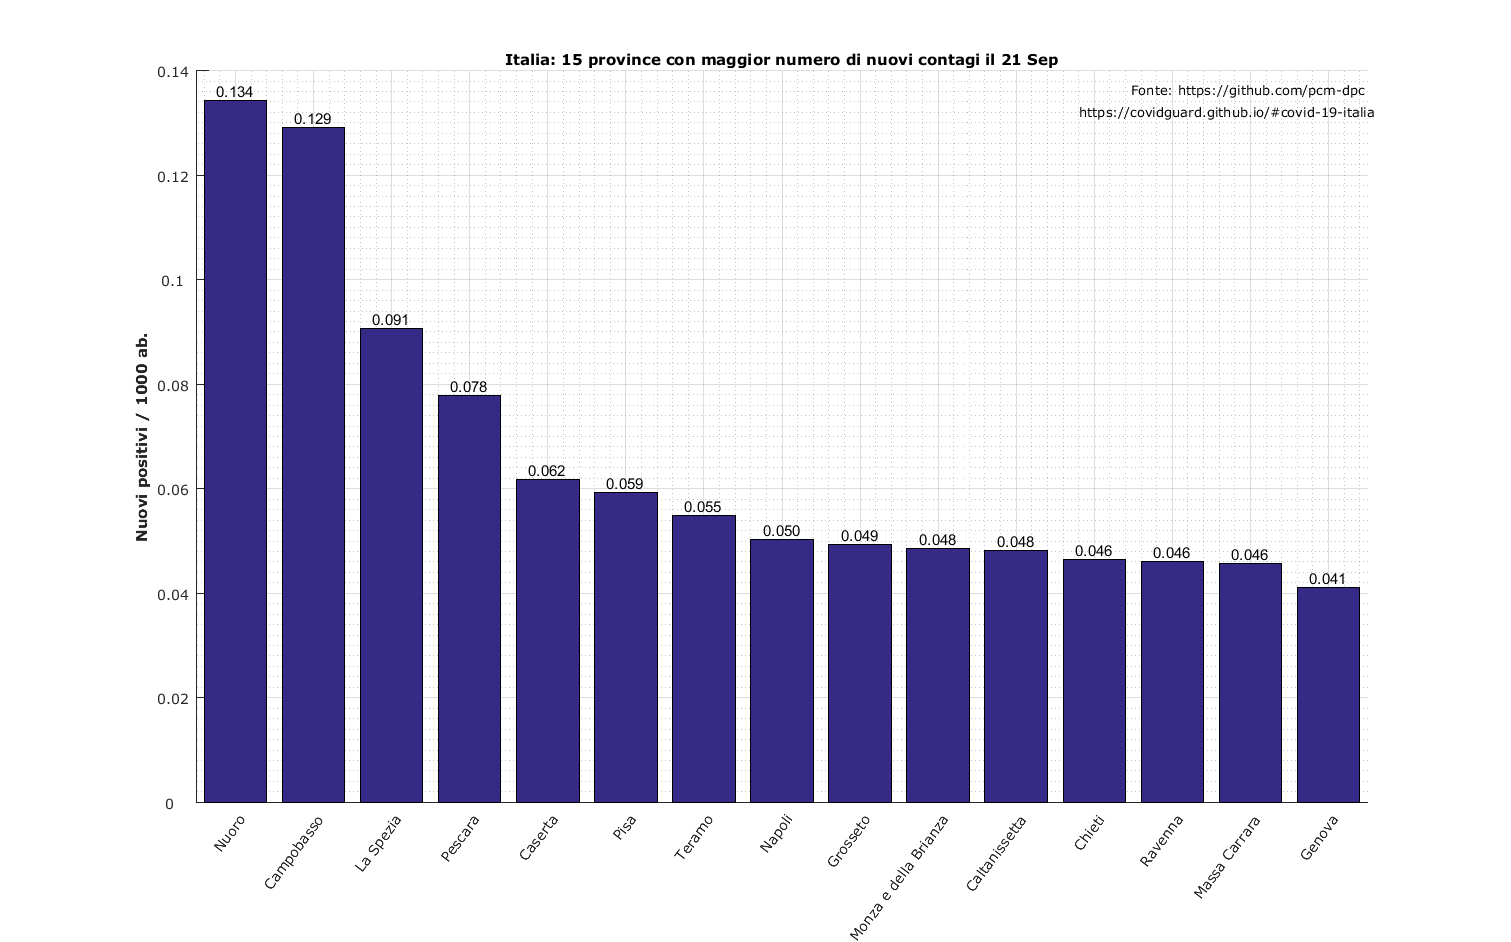 Italia: 15 province con maggior numero di nuovi contagi il 21 Sep
Fonte: https://github.com/pcm-dpc
https://covidguard.github.io/#covid-19-italia
Nuovi positivi / 1000 ab.
0.14
0.12
0.1
0.08
0.06
0.04
0.02
0
0.134
0.129
0.091
0.078
0.062
0.059
0.055
0.050
0.049
0.048
0.048
0.046
0.046
0.046
0.041
Nuoro
Campobasso
La Spezia
Pescara
Caserta
Pisa
Teramo
Napoli
Grosseto
Monza e della Brianza
Caltanissetta
Chieti
Ravenna
Massa Carrara
Genova